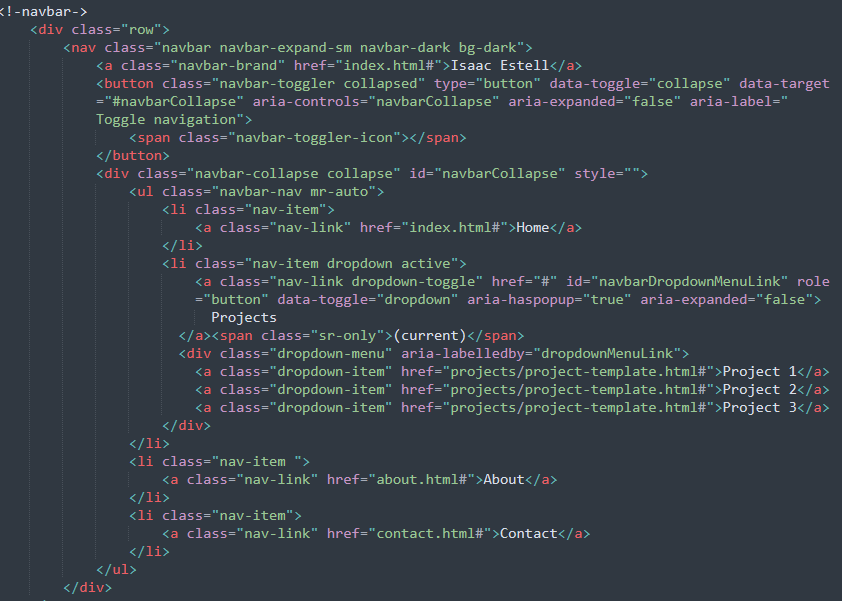 <!-navbar->
<div class="row">
<nav class="navbar navbar-expand-sm navbar-dark bg-dark">
<a class="navbar-brand" href="index.html#">Isaac Estell</a>
<button class="navbar-toggler collapsed" type="button" data-toggle="collapse" data-target
="#navbarCollapse" aria-controls="navbarCollapse" aria-expanded="false" aria-label="
Toggle navigation">
<span class="navbar-toggler-icon"></span>
</button>
<div class="navbar-collapse collapse" id="navbarCollapse" style="">
<ul class="navbar-nav mr-auto">
<li class="nav-item">
<a class="nav-link" href="index.html#">Home</a>
</li>
<li class="nav-item dropdown active">
<a class="nav-link dropdown-toggle" href="#" id="navbarDropdownMenuLink" role
="button" data-toggle="dropdown" aria-haspopup="true" aria-expanded="false">
Projects
</a><span class="sr-only">(current)</span>
<div class="dropdown-menu" aria-labelledby="dropdownMenuLink">
<a class="dropdown-item" href="projects/project-template.html#">Project 1</a>
<a class="dropdown-item" href="projects/project-template.html#">Project 2</a>
<a class="dropdown-item" href="projects/project-template.html#">Project 3</a>
</div>
</li>
<li class="nav-item ">
<a class="nav-link" href="about.html#">About</a>
</li>
<li class="nav-item">
<a class="nav-link" href="contact.html#">Contact</a>
</li>
</ul>
</div>